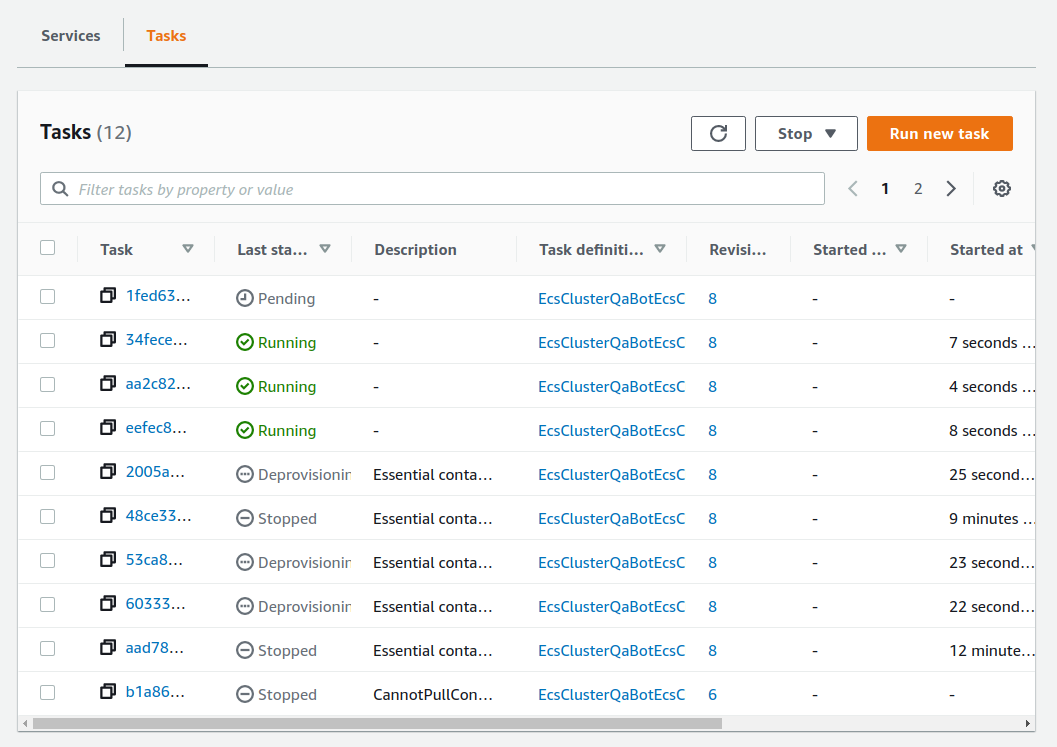 Services Tasks
Tasks (12) Stop Run new task
Filter tasks by property or value 1 2
Task Last sta... Description Task definiti... Revisi... Started ... Started at
1fed63... Pending - EcsClusterQaBotEcsC 8 - -
34fece... Running - EcsClusterQaBotEcsC 8 - 7 seconds ...
aa2c82... Running - EcsClusterQaBotEcsC 8 - 4 seconds ...
eefec8... Running - EcsClusterQaBotEcsC 8 - 8 seconds ...
2005a... Deprovisionin Essential conta... EcsClusterQaBotEcsC 8 - 25 second...
48ce33... Stopped Essential conta... EcsClusterQaBotEcsC 8 - 9 minutes ...
53ca8... Deprovisionin Essential conta... EcsClusterQaBotEcsC 8 - 23 second...
60333... Deprovisionin Essential conta... EcsClusterQaBotEcsC 8 - 22 second...
aad78... Stopped Essential conta... EcsClusterQaBotEcsC 8 - 12 minute...
b1a86... Stopped CannotPullCon... EcsClusterQaBotEcsC 6 - -